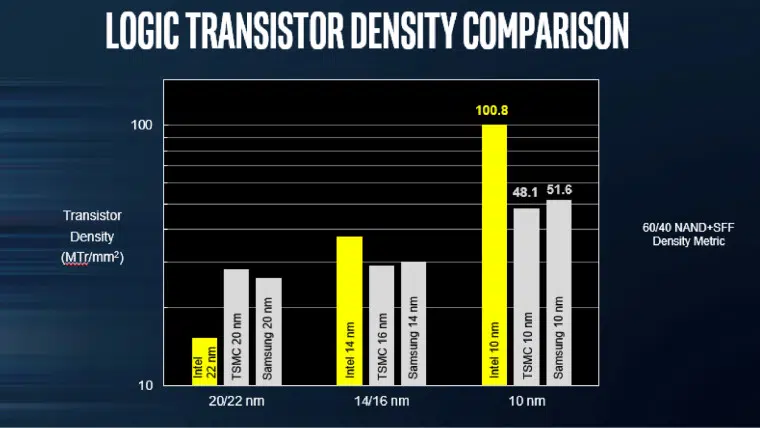 LOGIC TRANSISTOR DENSITY COMPARISON
100
10
Transistor
Density
(MTr/mm²)
Intel
22 nm
TSMC 20 nm
Samsung 20 nm
Intel 14 nm
TSMC 16 nm
Samsung 14 nm
100.8
Intel 10 nm
48.1
TSMC 10 nm
51.6
Samsung 10 nm
20/22 nm
14/16 nm
10 nm
60/40 NAND+SFF
Density Metric